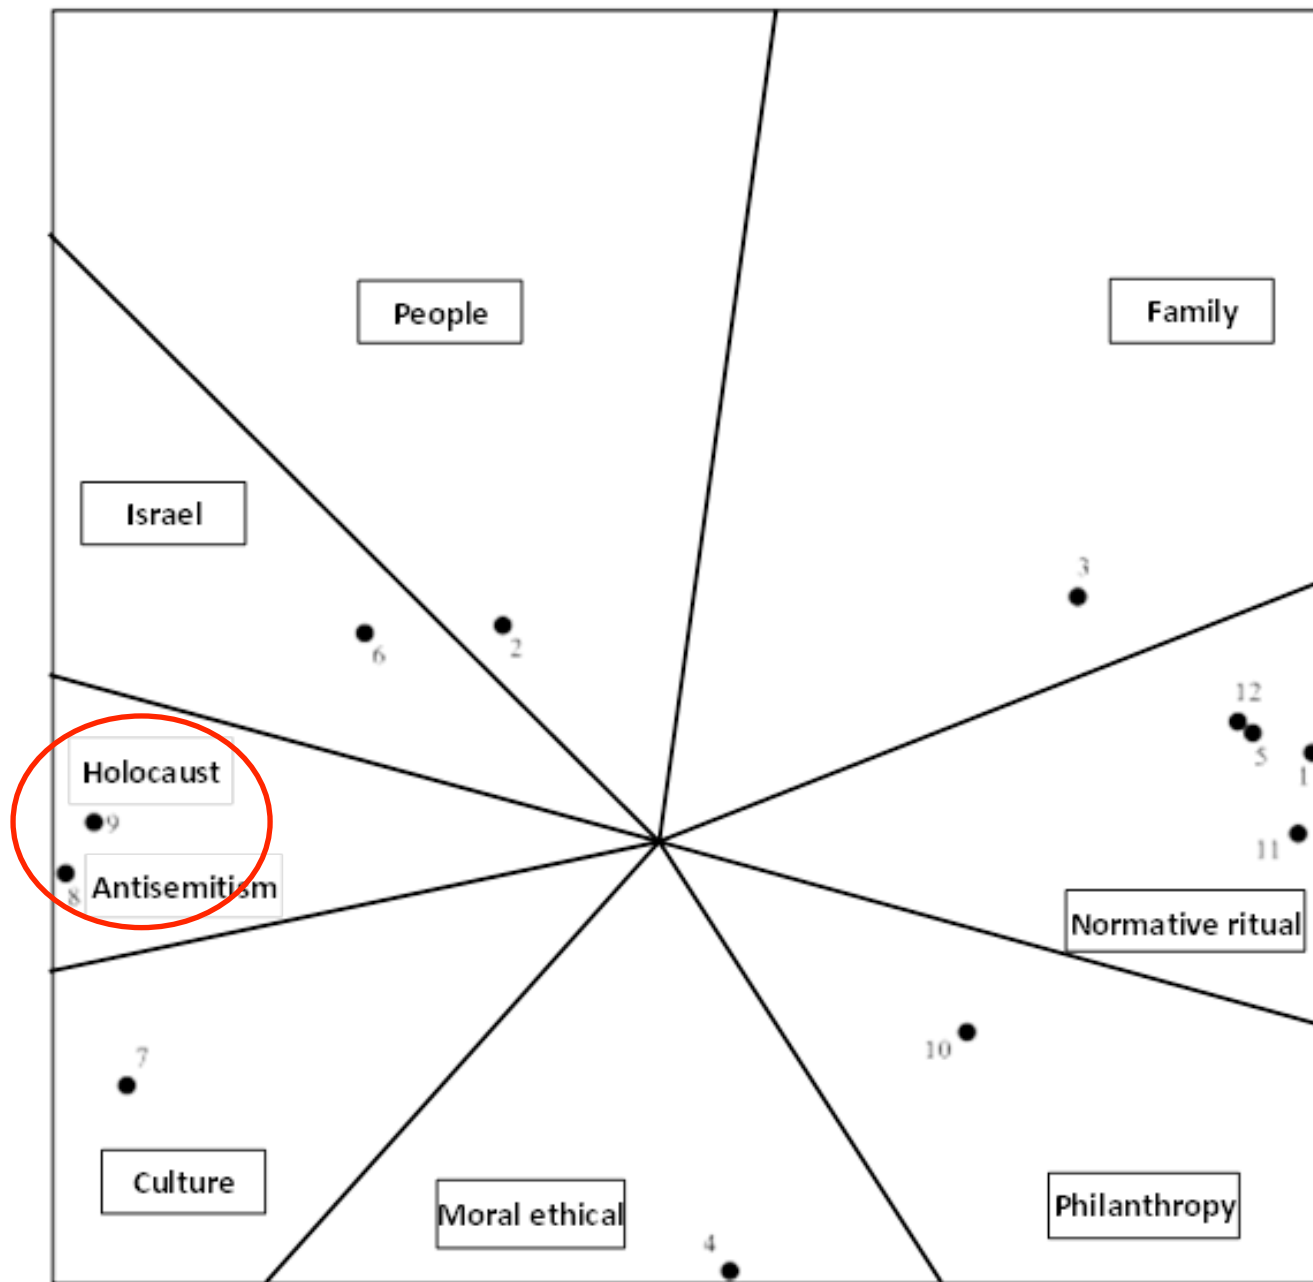 People
Family
Israel
3
6
2
12
5
1
Holocaust
9
11
8
Antisemitism
Normative ritual
10
7
Culture
Moral ethical
Philanthropy
4